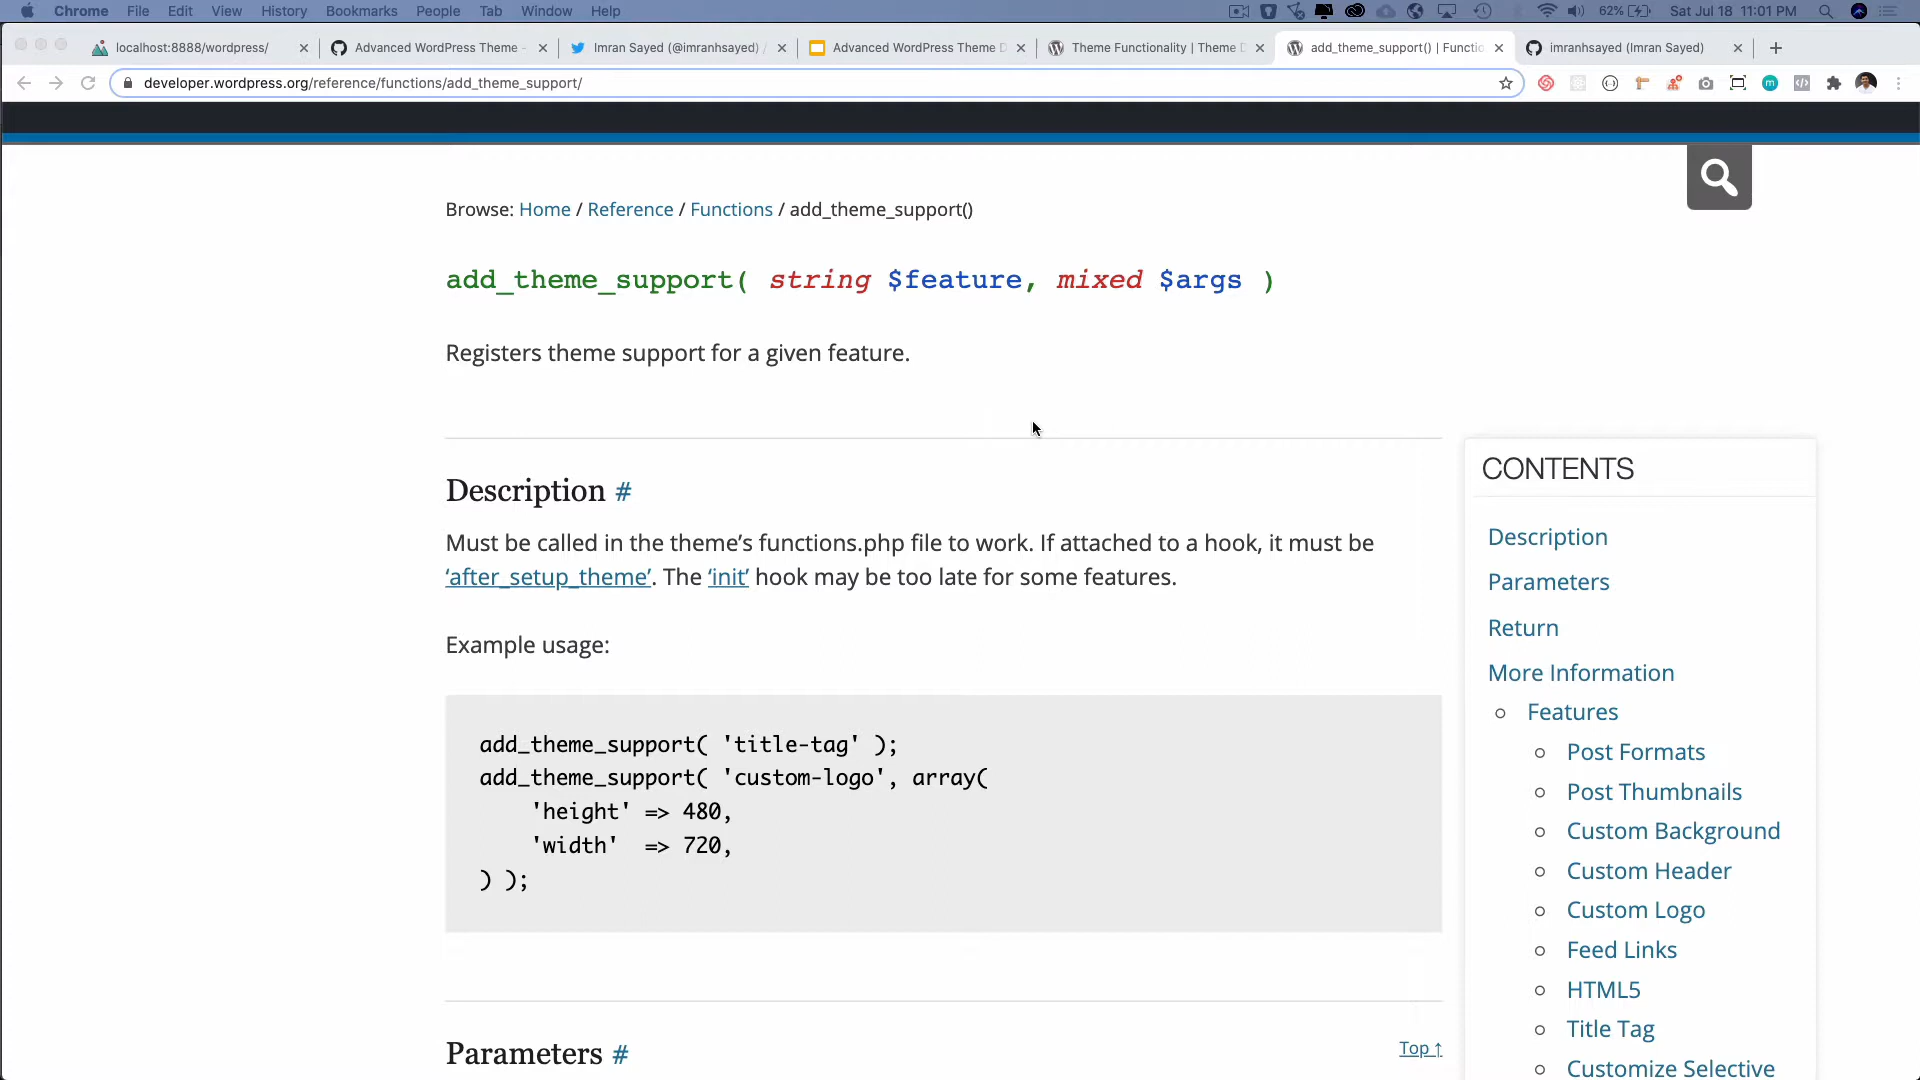 Chrome File Edit View History Bookmarks People Tab Window Help 62% Sat Jul 18 11:01 PM
localhost:8888/wordpress/ Advanced WordPress Theme - Imran Sayed (@imranhsayed) / Advanced WordPress Theme D Theme Functionality | Theme D add_theme_support() | Functio imranhsayed (Imran Sayed)
developer.wordpress.org/reference/functions/add_theme_support/
Browse: Home / Reference / Functions / add_theme_support()
add_theme_support( string $feature, mixed $args )
Registers theme support for a given feature.
Description #
Must be called in the theme’s functions.php file to work. If attached to a hook, it must be
‘after_setup_theme’. The ‘init’ hook may be too late for some features.
Example usage:
add_theme_support( 'title-tag' );
add_theme_support( 'custom-logo', array(
'height' => 480,
'width' => 720,
) );
Parameters #
Top ↑
CONTENTS
Description
Parameters
Return
More Information
Features
Post Formats
Post Thumbnails
Custom Background
Custom Header
Custom Logo
Feed Links
HTML5
Title Tag
Customize Selective